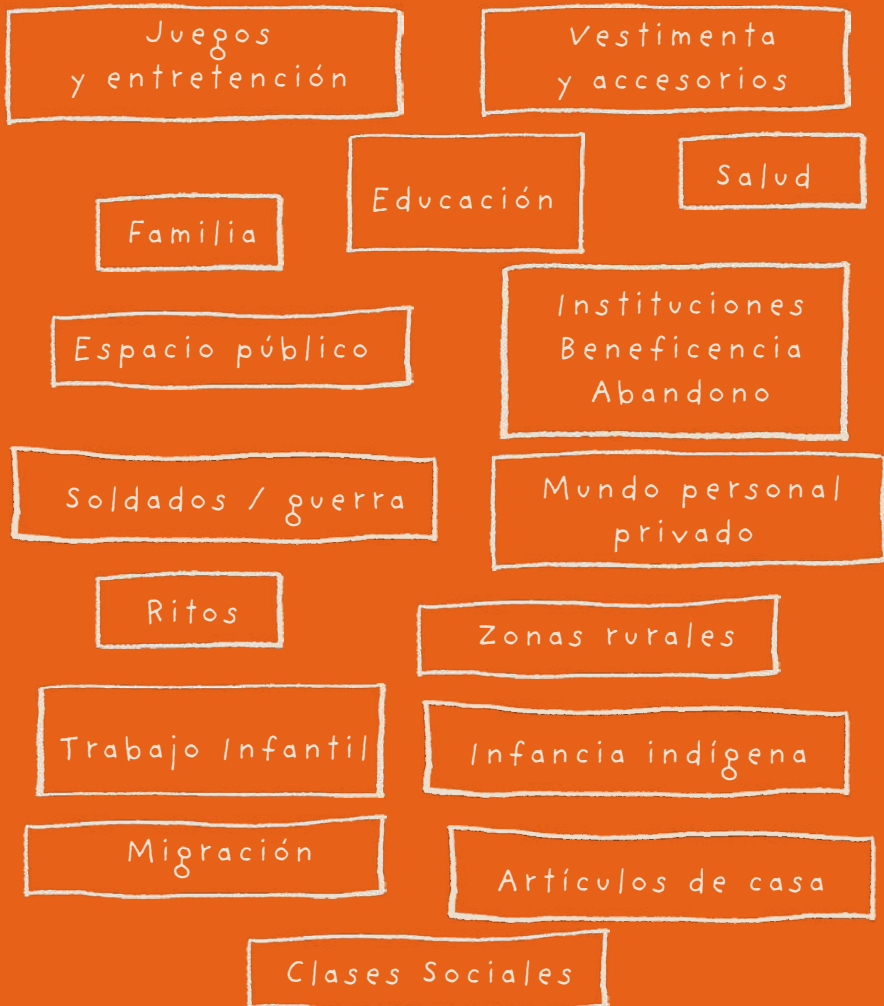 Juegos
y entretención
Vestimenta
y accesorios
Educación
Salud
Familia
Instituciones
Beneficencia
Abandono
Espacio público
Soldados / guerra
Mundo personal
privado
Ritos
Zonas rurales
Trabajo Infantil
Infancia indígena
Migración
Artículos de casa
Clases Sociales